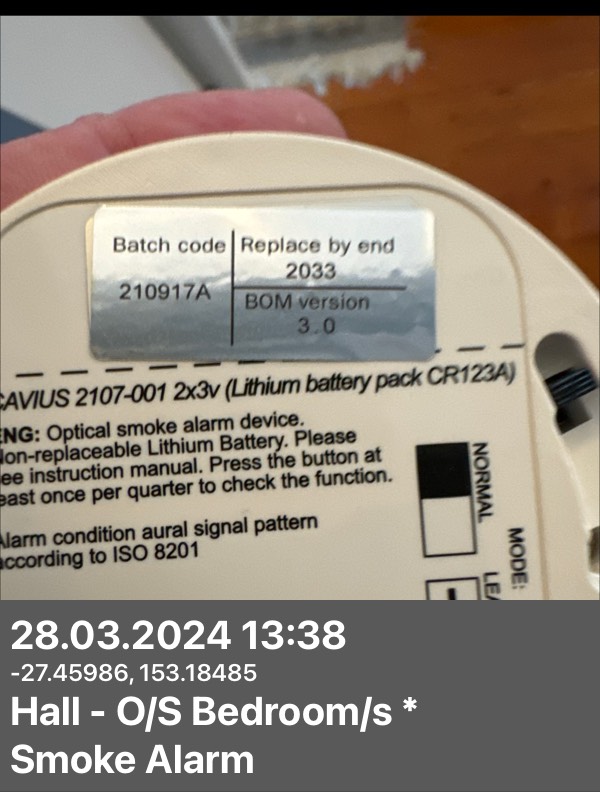 Batch code
Replace by end
2033
210917A
BOM version
3.0
CAVIUS 2107-001 2x3v (Lithium battery pack CR123A)
ENG: Optical smoke alarm device.
Non-replaceable Lithium Battery. Please
see instruction manual. Press the button at
least once per quarter to check the function.
Alarm condition aural signal pattern
according to ISO 8201
NORMAL
MODE:
28.03.2024 13:38
-27.45986, 153.18485
Hall - O/S Bedroom/s *
Smoke Alarm